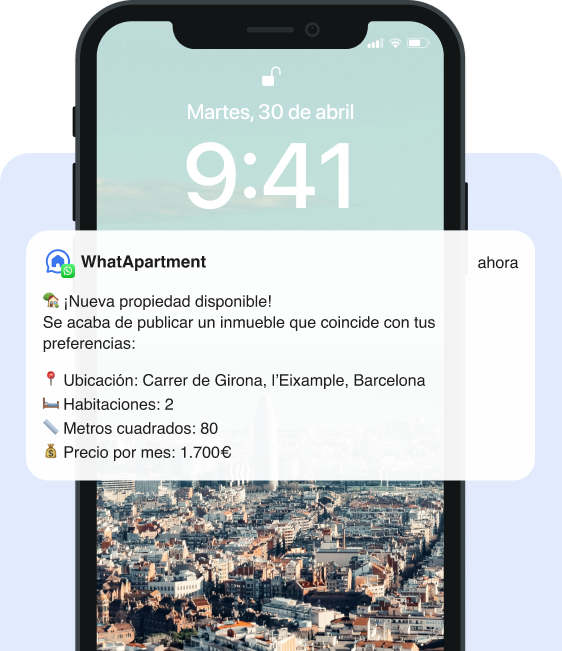 Martes, 30 de abril
9:41
WhatApartment
ahora
🏡 ¡Nueva propiedad disponible!
Se acaba de publicar un inmueble que coincide con tus
preferencias:
📍 Ubicación: Carrer de Girona, l’Eixample, Barcelona
🛏️ Habitaciones: 2
📏 Metros cuadrados: 80
💰 Precio por mes: 1.700€